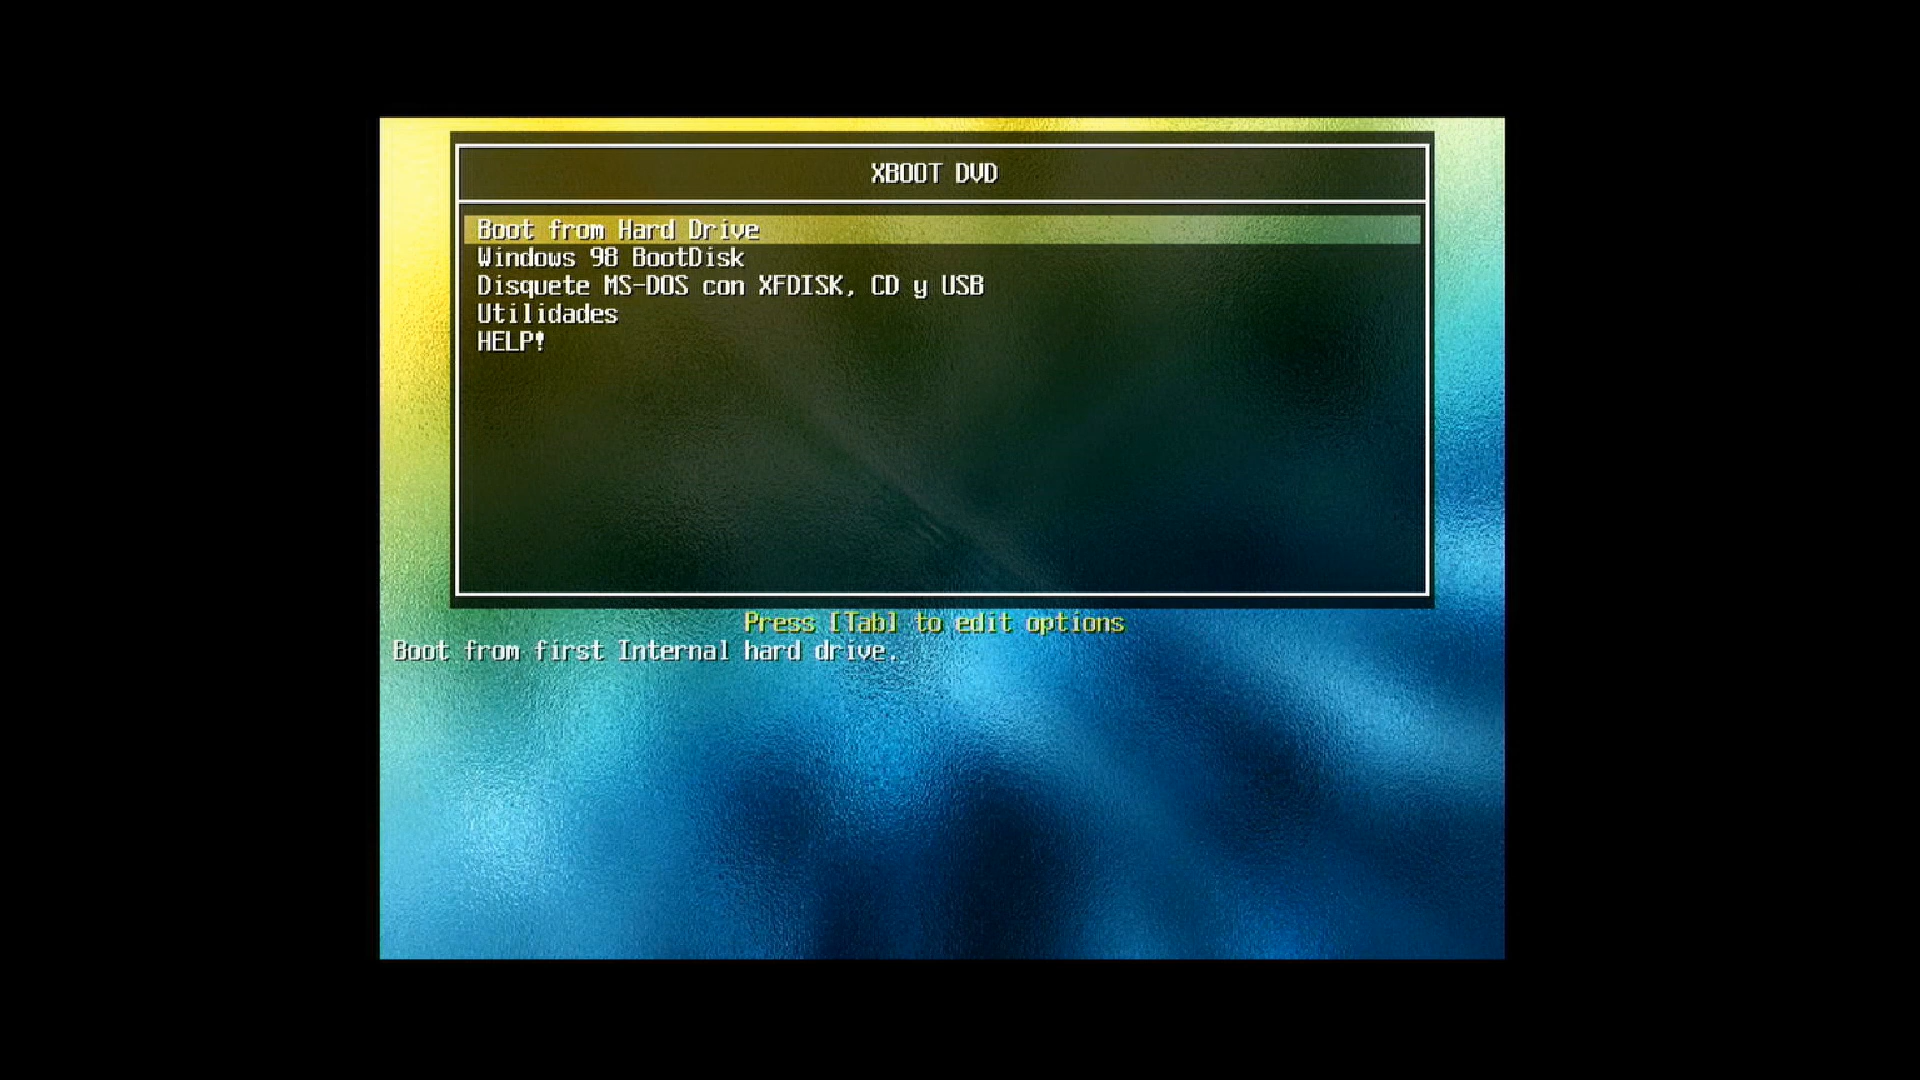 XBOOT DVD
Boot from Hard Drive
Windows 98 BootDisk
Disquete MS-DOS con XFDISK, CD y USB
Utilidades
HELP!
Press [Tab] to edit options
Boot from first Internal hard drive.